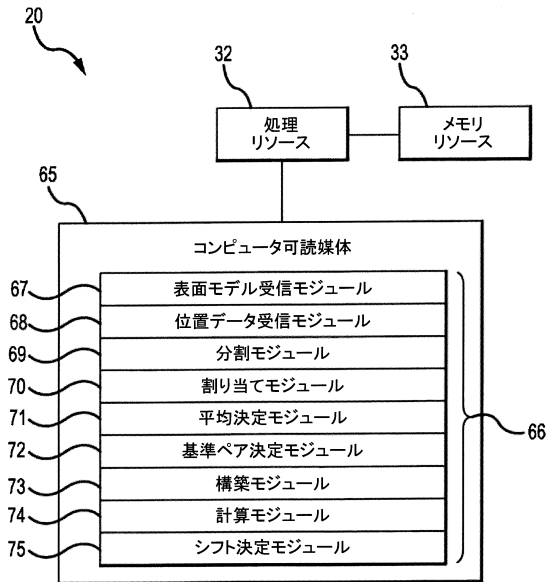 20
32
33
処理
リソース
メモリ
リソース
65
コンピュータ可読媒体
67
表面モデル受信モジュール
68
位置データ受信モジュール
69
分割モジュール
70
割り当てモジュール
71
平均決定モジュール
66
72
基準ペア決定モジュール
73
構築モジュール
74
計算モジュール
75
シフト決定モジュール